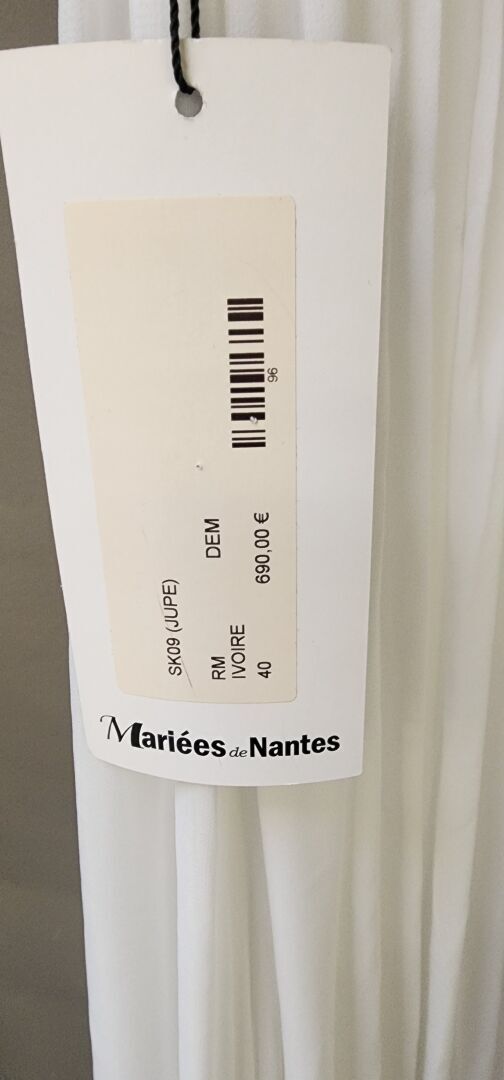 SK09 (JUPE)
RM DEM
IVOIRE
40 690,00 €
96
Mariées de Nantes